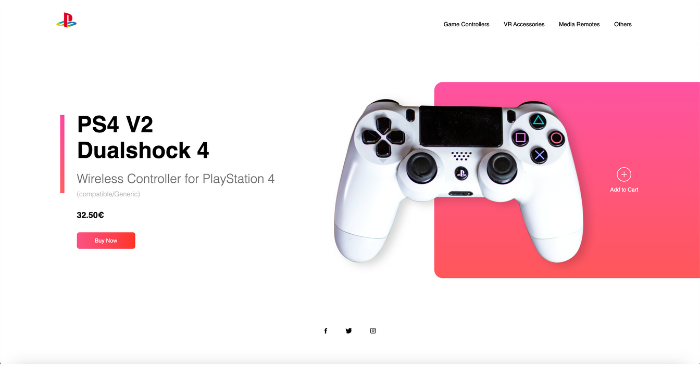 Game Controllers VR Accessories Media Remotes Others
PS4 V2
Dualshock 4
Wireless Controller for PlayStation 4
(compatible/Generic)
32.50€
Buy Now
Add to Cart